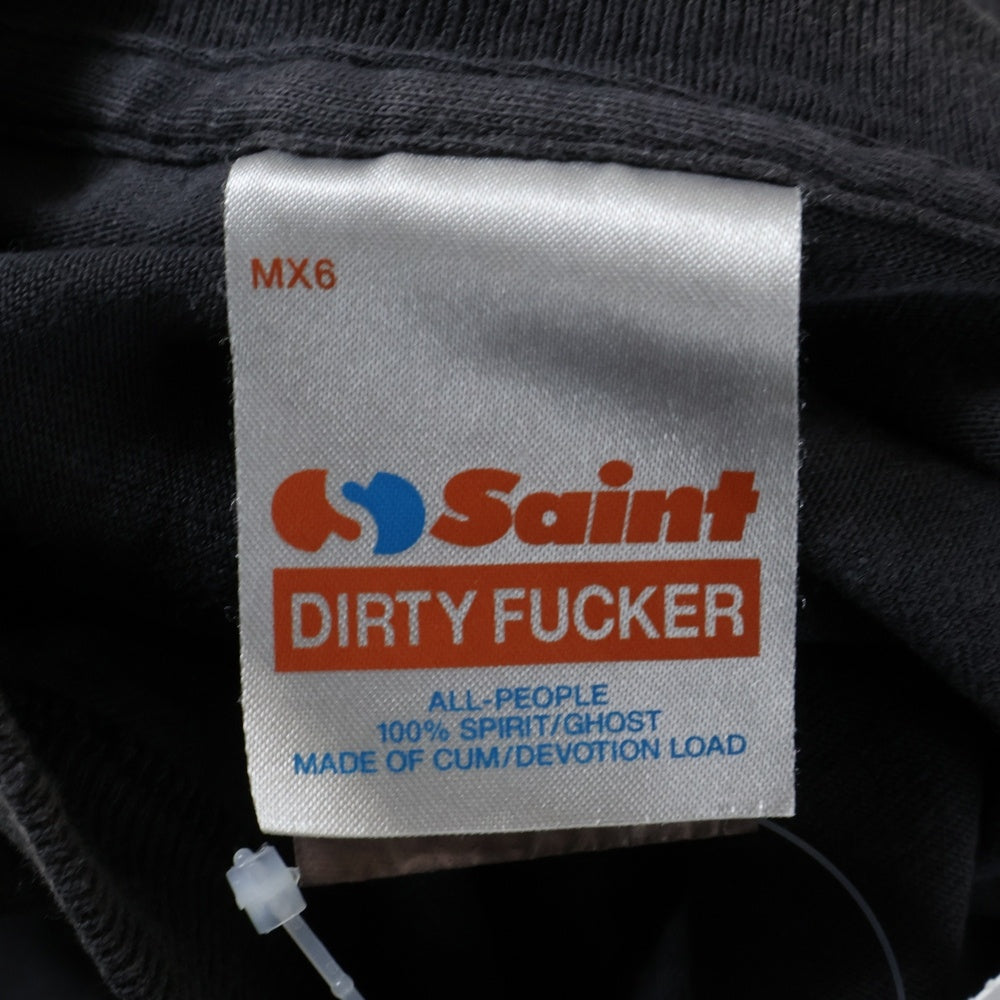 MX6
Saint
DIRTY FUCKER
ALL-PEOPLE
100% SPIRIT/GHOST
MADE OF CUM/DEVOTION LOAD